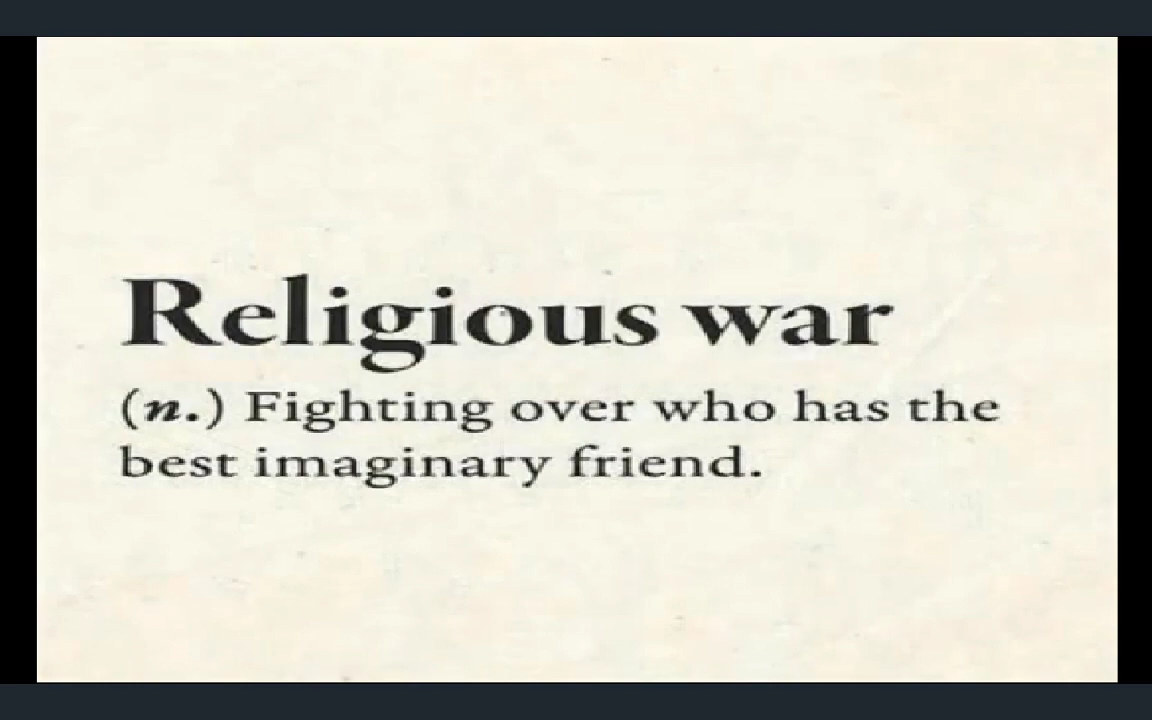 Religious war
(n.) Fighting over who has the
best imaginary friend.